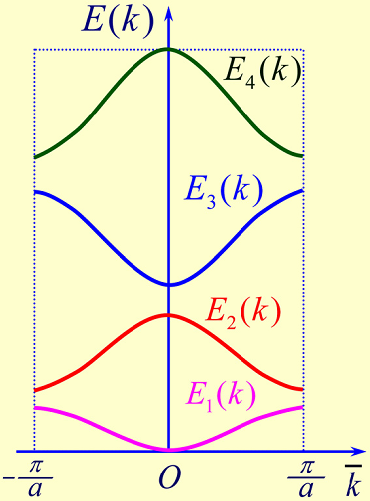 E(k)
E₄(k)
E₃(k)
E₂(k)
E₁(k)
-π/a O π/a k̅